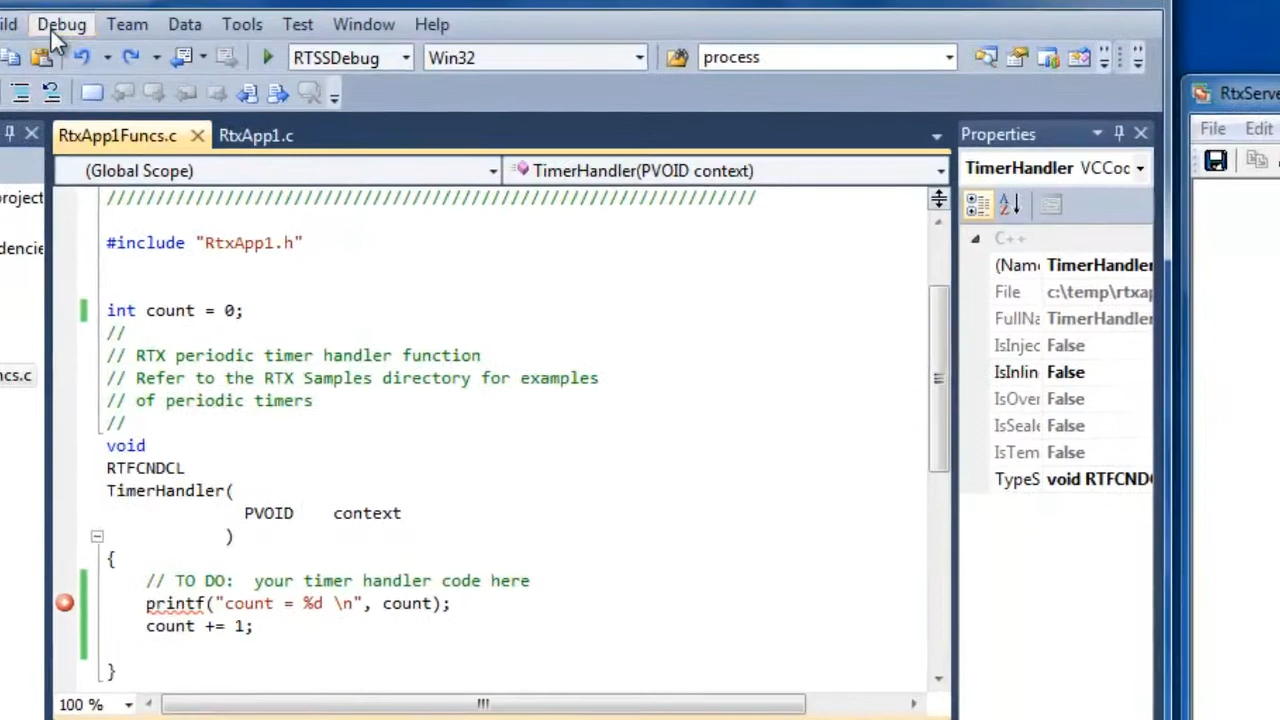 ild Debug Team Data Tools Test Window Help
RTSSDebug Win32 process
RtxServe
File Edit
RtxApp1Funcs.c RtxApp1.c
Properties
(Global Scope) TimerHandler(PVOID context)
TimerHandler VCCoc
project
dencie
ncs.c
////////////////////////////////////////////////////////////////////
#include "RtxApp1.h"
int count = 0;
//
// RTX periodic timer handler function
// Refer to the RTX Samples directory for examples
// of periodic timers
//
void
RTFCNDCL
TimerHandler(
PVOID context
)
{
// TO DO: your timer handler code here
printf("count = %d \n", count);
count += 1;
}
100 %
C++
(Name TimerHandler
File c:\temp\rtxap
FullNa TimerHandler
IsInjec False
IsInlin False
IsOver False
IsSeale False
IsTem False
TypeS void RTFCNDC